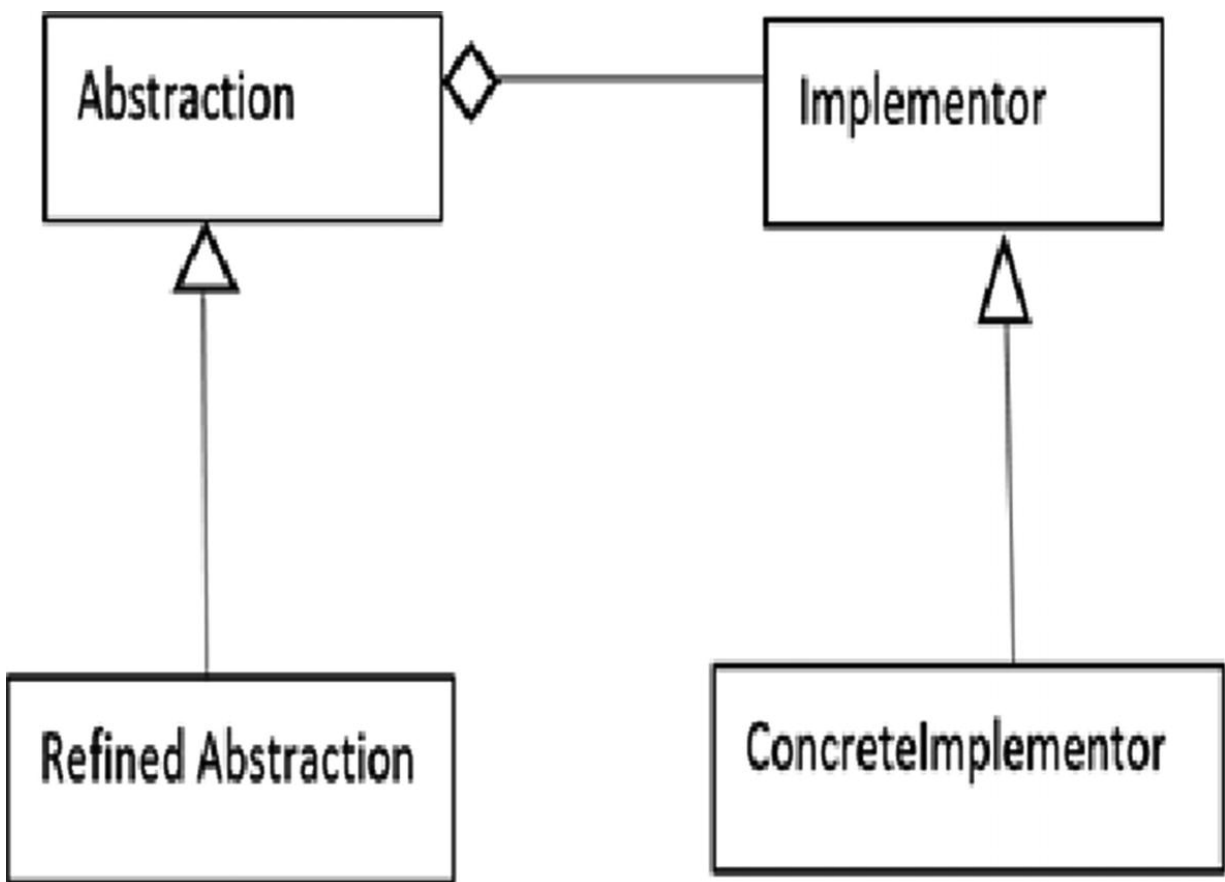 Abstraction
Implementor
Refined Abstraction
ConcreteImplementor